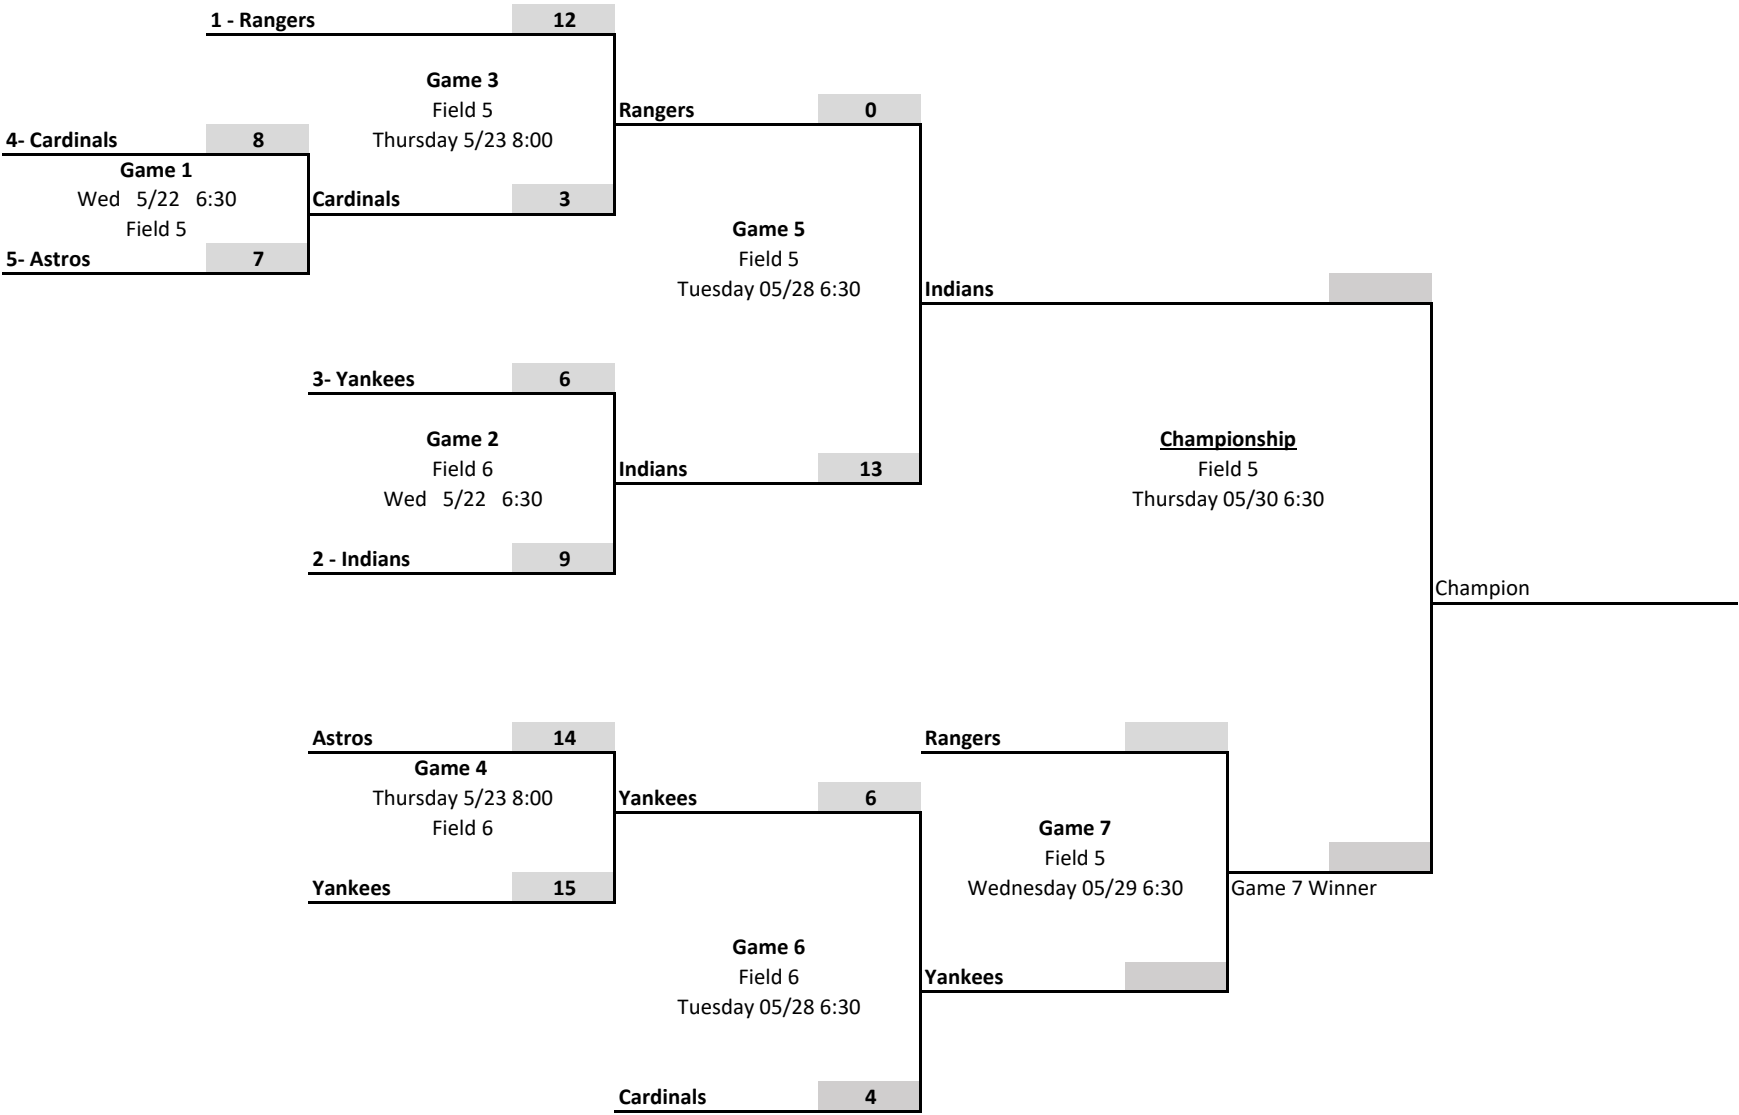 1 - Rangers 12
Game 3
Field 5
Thursday 5/23 8:00
4- Cardinals 8
Game 1
Wed 5/22 6:30
Field 5
5- Astros 7
Cardinals 3
Rangers 0
Game 5
Field 5
Tuesday 05/28 6:30
3- Yankees 6
Game 2
Field 6
Wed 5/22 6:30
2 - Indians 9
Indians 13
Indians
Championship
Field 5
Thursday 05/30 6:30
Champion
Astros 14
Game 4
Thursday 5/23 8:00
Field 6
Yankees 15
Yankees 6
Game 6
Field 6
Tuesday 05/28 6:30
Cardinals 4
Rangers
Game 7
Field 5
Wednesday 05/29 6:30
Yankees
Game 7 Winner